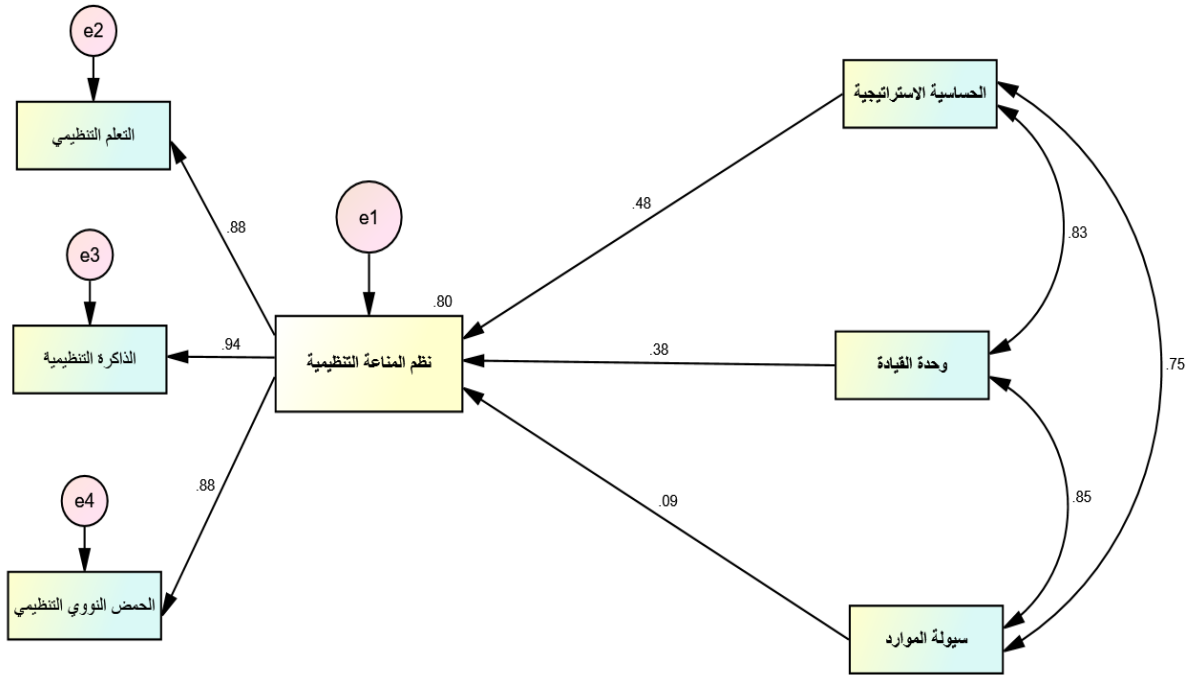 e2
التعلم التنظيمي
.88
e3
الذاكرة التنظيمية
.94
e4
الحمض النووي التنظيمي
.88
e1
.80
نظم المناعة التنظيمية
.48
.38
.09
الحساسية الاستراتيجية
وحدة القيادة
سيولة الموارد
.83
.85
.75